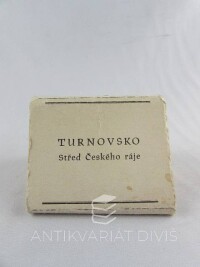 TURNOVSKO
Střed Českého ráje
ANTIKVARIÁT DIVIŠ